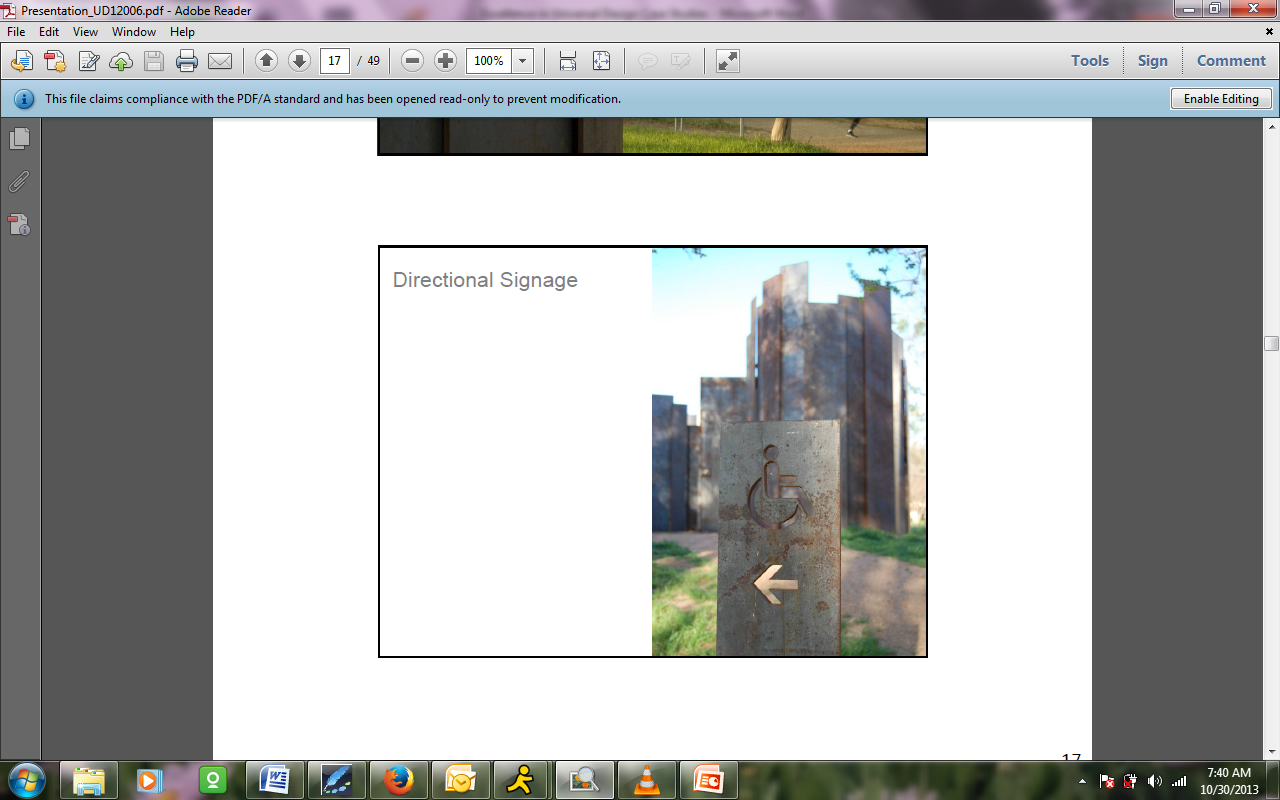 Presentation_UD12006.pdf - Adobe Reader
File Edit View Window Help
17 / 49 100% Tools Sign Comment
This file claims compliance with the PDF/A standard and has been opened read-only to prevent modification. Enable Editing
Directional Signage
17
7:40 AM
10/30/2013